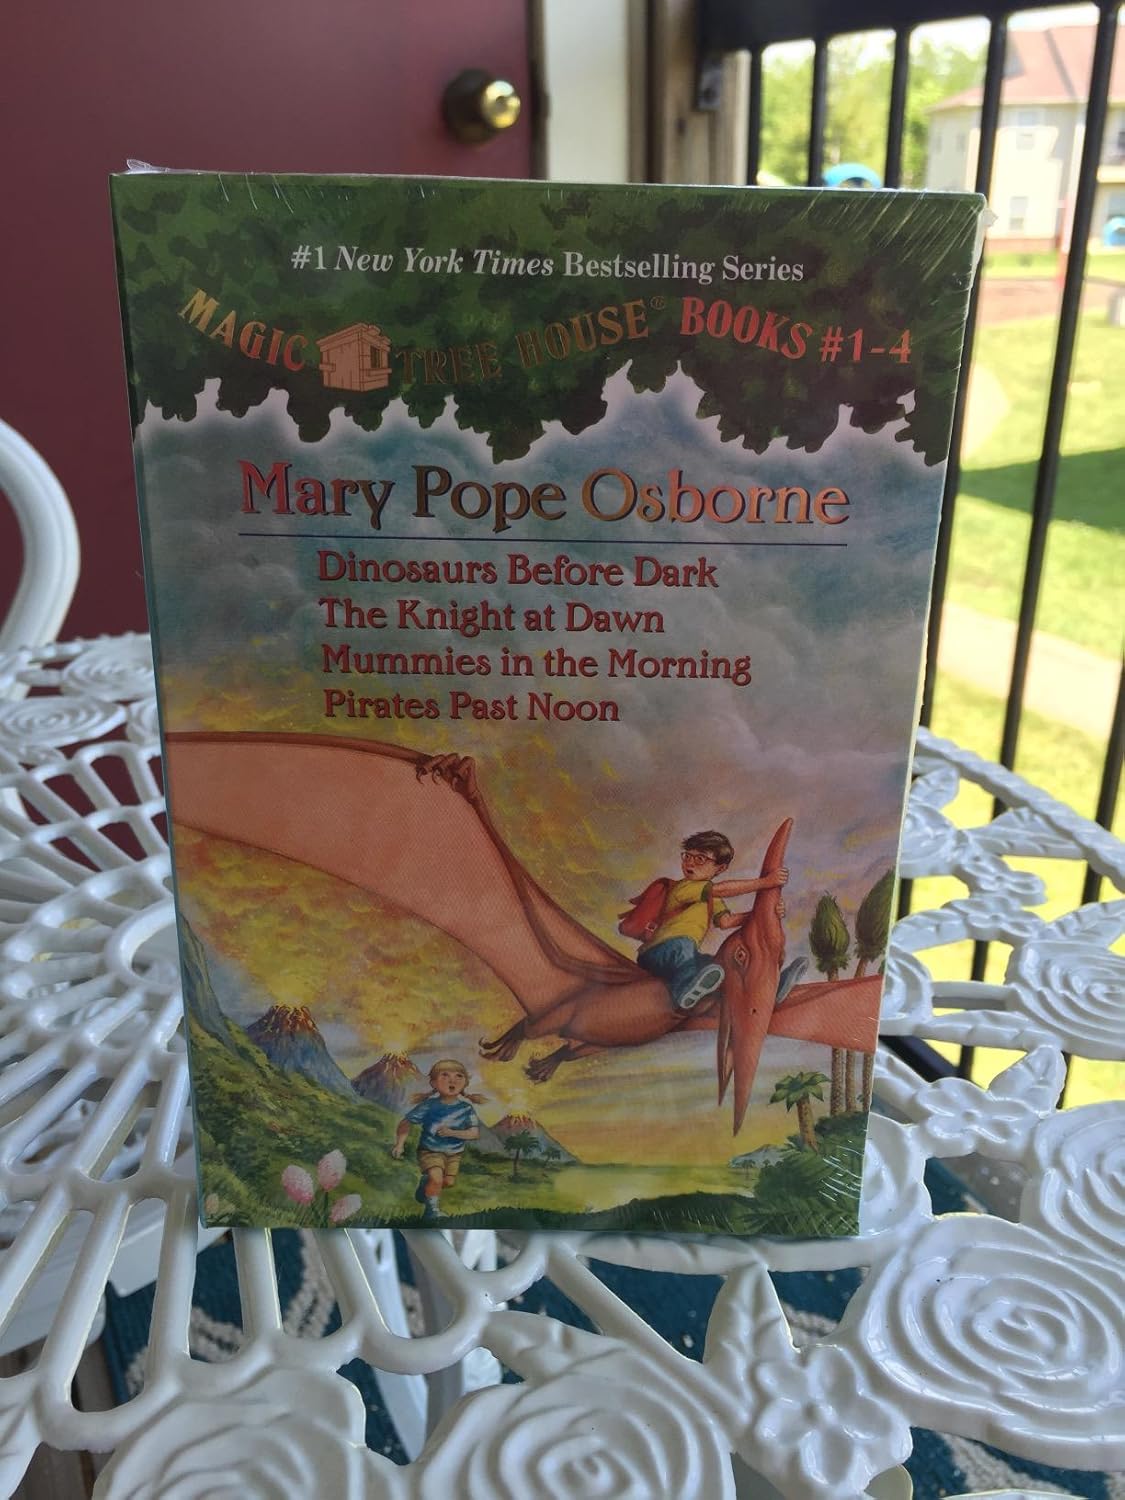 #1 New York Times Bestselling Series
MAGIC TREE HOUSE® BOOKS #1-4
Mary Pope Osborne
Dinosaurs Before Dark
The Knight at Dawn
Mummies in the Morning
Pirates Past Noon